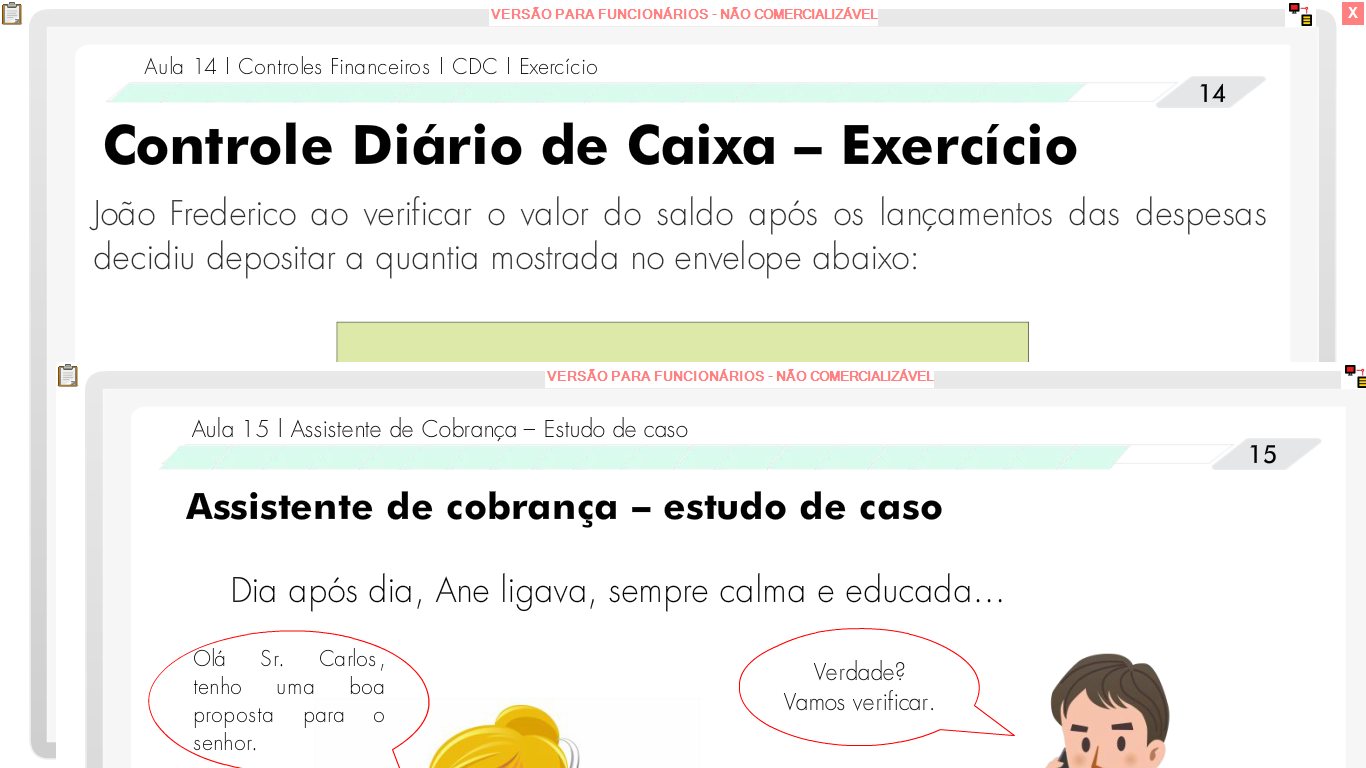 VERSÃO PARA FUNCIONÁRIOS - NÃO COMERCIALIZÁVEL
X
Aula 14 | Controles Financeiros | CDC | Exercício
14
Controle Diário de Caixa – Exercício
João Frederico ao verificar o valor do saldo após os lançamentos das despesas
decidiu depositar a quantia mostrada no envelope abaixo:
VERSÃO PARA FUNCIONÁRIOS - NÃO COMERCIALIZÁVEL
Aula 15 | Assistente de Cobrança – Estudo de caso
15
Assistente de cobrança – estudo de caso
Dia após dia, Ane ligava, sempre calma e educada...
Olá Sr. Carlos,
tenho uma boa
proposta para o
senhor.
Verdade?
Vamos verificar.